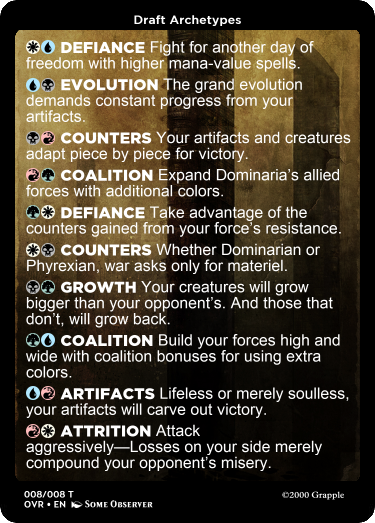 Draft Archetypes
DEFIANCE Fight for another day of
freedom with higher mana-value spells.
EVOLUTION The grand evolution
demands constant progress from your
artifacts.
COUNTERS Your artifacts and creatures
adapt piece by piece for victory.
COALITION Expand Dominaria's allied
forces with additional colors.
DEFIANCE Take advantage of the
counters gained from your force's resistance.
COUNTERS Whether Dominarian or
Phyrexian, war asks only for materiel.
GROWTH Your creatures will grow
bigger than your opponent's. And those that
don't, will grow back.
COALITION Build your forces high and
wide with coalition bonuses for using extra
colors.
ARTIFACTS Lifeless or merely soulless,
your artifacts will carve out victory.
ATTRITION Attack
aggressively—Losses on your side merely
compound your opponent's misery.
008/008 T
OVR • EN Some Observer
©2000 Grapple